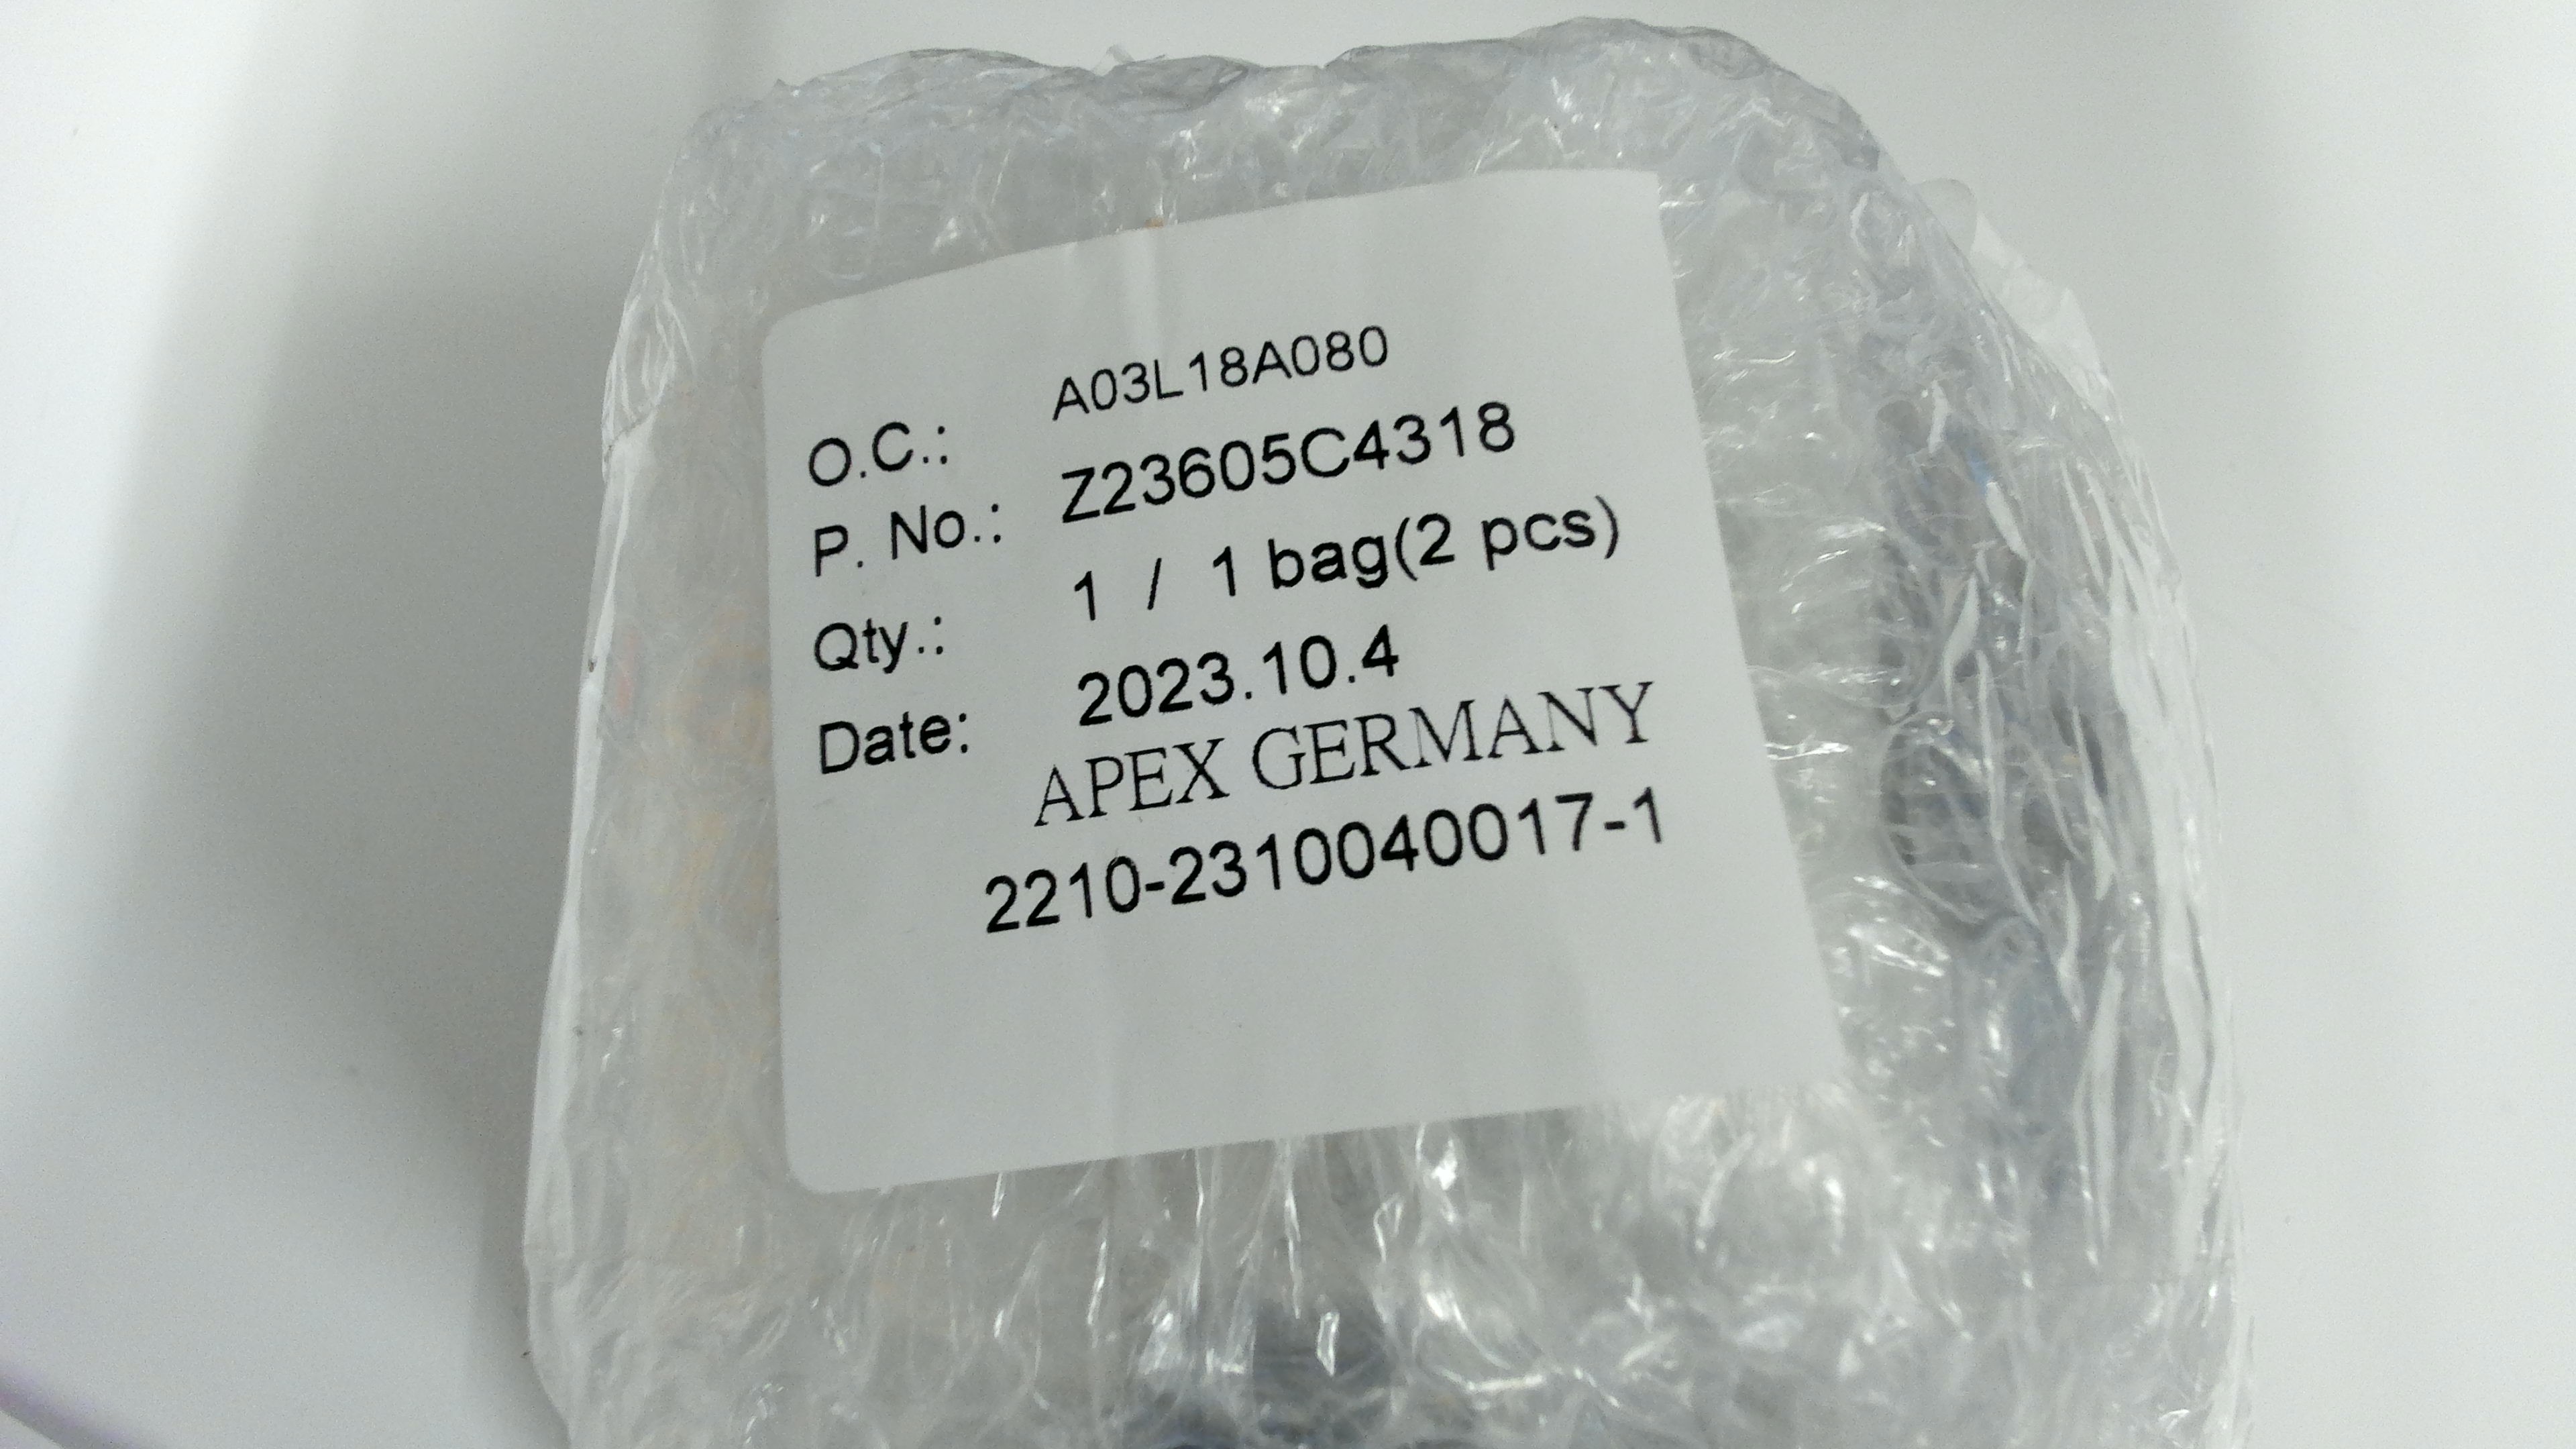 O.C.: A03L18A080
P. No.: Z23605C4318
Qty.: 1 / 1 bag(2 pcs)
Date: 2023.10.4
APEX GERMANY
2210-2310040017-1